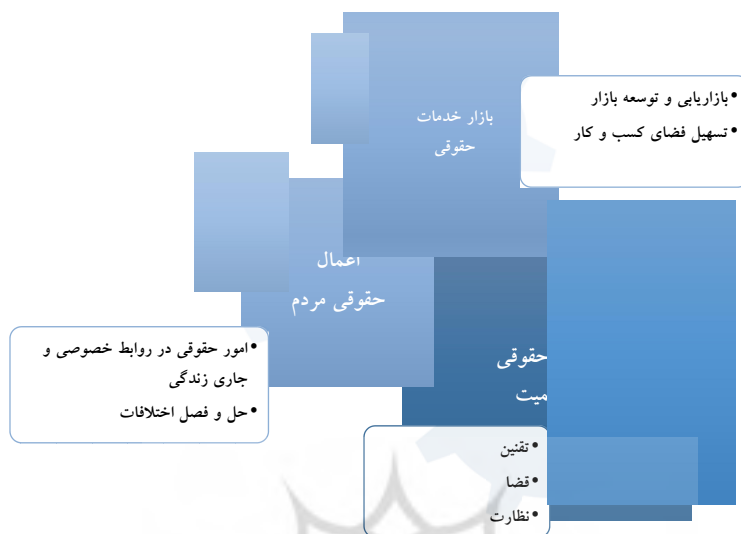 بازار خدمات
حقوقی
•بازاریابی و توسعه بازار
•تسهیل فضای کسب و کار
اعمال
حقوقی مردم
•امور حقوقی در روابط خصوصی و
جاری زندگی
•حل و فصل اختلافات
حقوقی
میت
•تقنین
•قضا
•نظارت